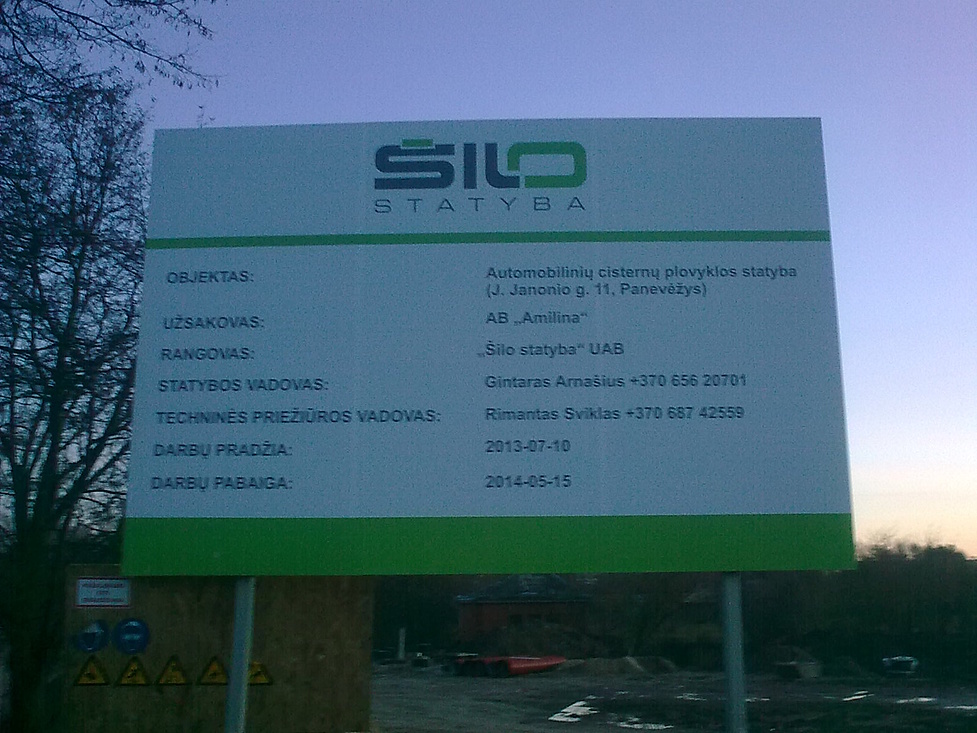 ŠILO
STATYBA
OBJEKTAS: Automobilinių cisternų plovyklos statyba
(J. Janonio g. 11, Panevėžys)
UŽSAKOVAS: AB „Amilina“
RANGOVAS: „Šilo statyba“ UAB
STATYBOS VADOVAS: Gintaras Arnašius +370 656 20701
TECHNINĖS PRIEŽIŪROS VADOVAS: Rimantas Sviklas +370 687 42559
DARBŲ PRADŽIA: 2013-07-10
DARBŲ PABAIGA: 2014-05-15